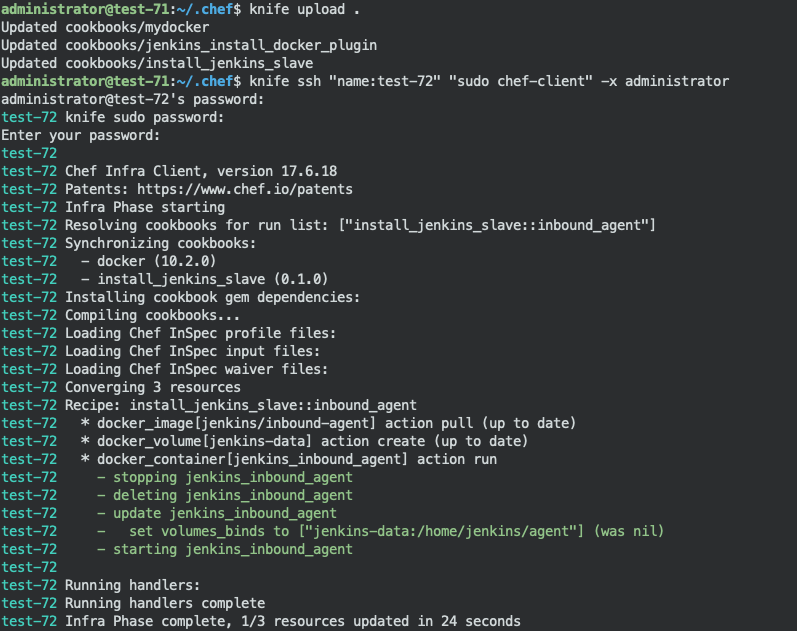 administrator@test-71:~/.chef$ knife upload .
Updated cookbooks/mydocker
Updated cookbooks/jenkins_install_docker_plugin
Updated cookbooks/install_jenkins_slave
administrator@test-71:~/.chef$ knife ssh "name:test-72" "sudo chef-client" -x administrator
administrator@test-72's password:
test-72 knife sudo password:
Enter your password:
test-72
test-72 Chef Infra Client, version 17.6.18
test-72 Patents: https://www.chef.io/patents
test-72 Infra Phase starting
test-72 Resolving cookbooks for run list: ["install_jenkins_slave::inbound_agent"]
test-72 Synchronizing cookbooks:
test-72   - docker (10.2.0)
test-72   - install_jenkins_slave (0.1.0)
test-72 Installing cookbook gem dependencies:
test-72 Compiling cookbooks...
test-72 Loading Chef InSpec profile files:
test-72 Loading Chef InSpec input files:
test-72 Loading Chef InSpec waiver files:
test-72 Converging 3 resources
test-72 Recipe: install_jenkins_slave::inbound_agent
test-72   * docker_image[jenkins/inbound-agent] action pull (up to date)
test-72   * docker_volume[jenkins-data] action create (up to date)
test-72   * docker_container[jenkins_inbound_agent] action run
test-72     - stopping jenkins_inbound_agent
test-72     - deleting jenkins_inbound_agent
test-72     - update jenkins_inbound_agent
test-72     -   set volumes_binds to ["jenkins-data:/home/jenkins/agent"] (was nil)
test-72     - starting jenkins_inbound_agent
test-72
test-72 Running handlers:
test-72 Running handlers complete
test-72 Infra Phase complete, 1/3 resources updated in 24 seconds